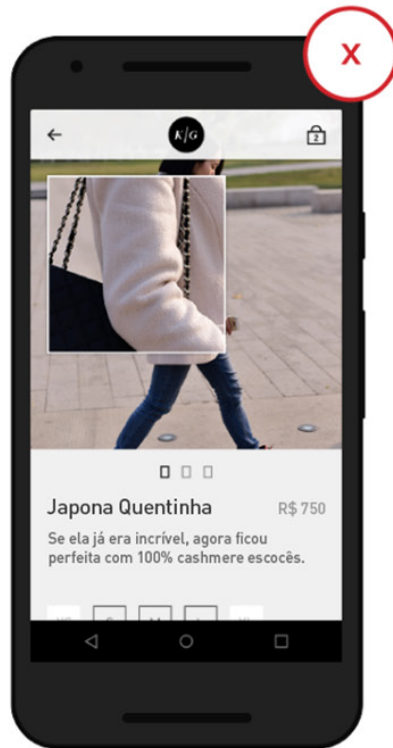 X
K|G
2
Japona Quentinha
R$ 750
Se ela já era incrível, agora ficou
perfeita com 100% cashmere escocês.